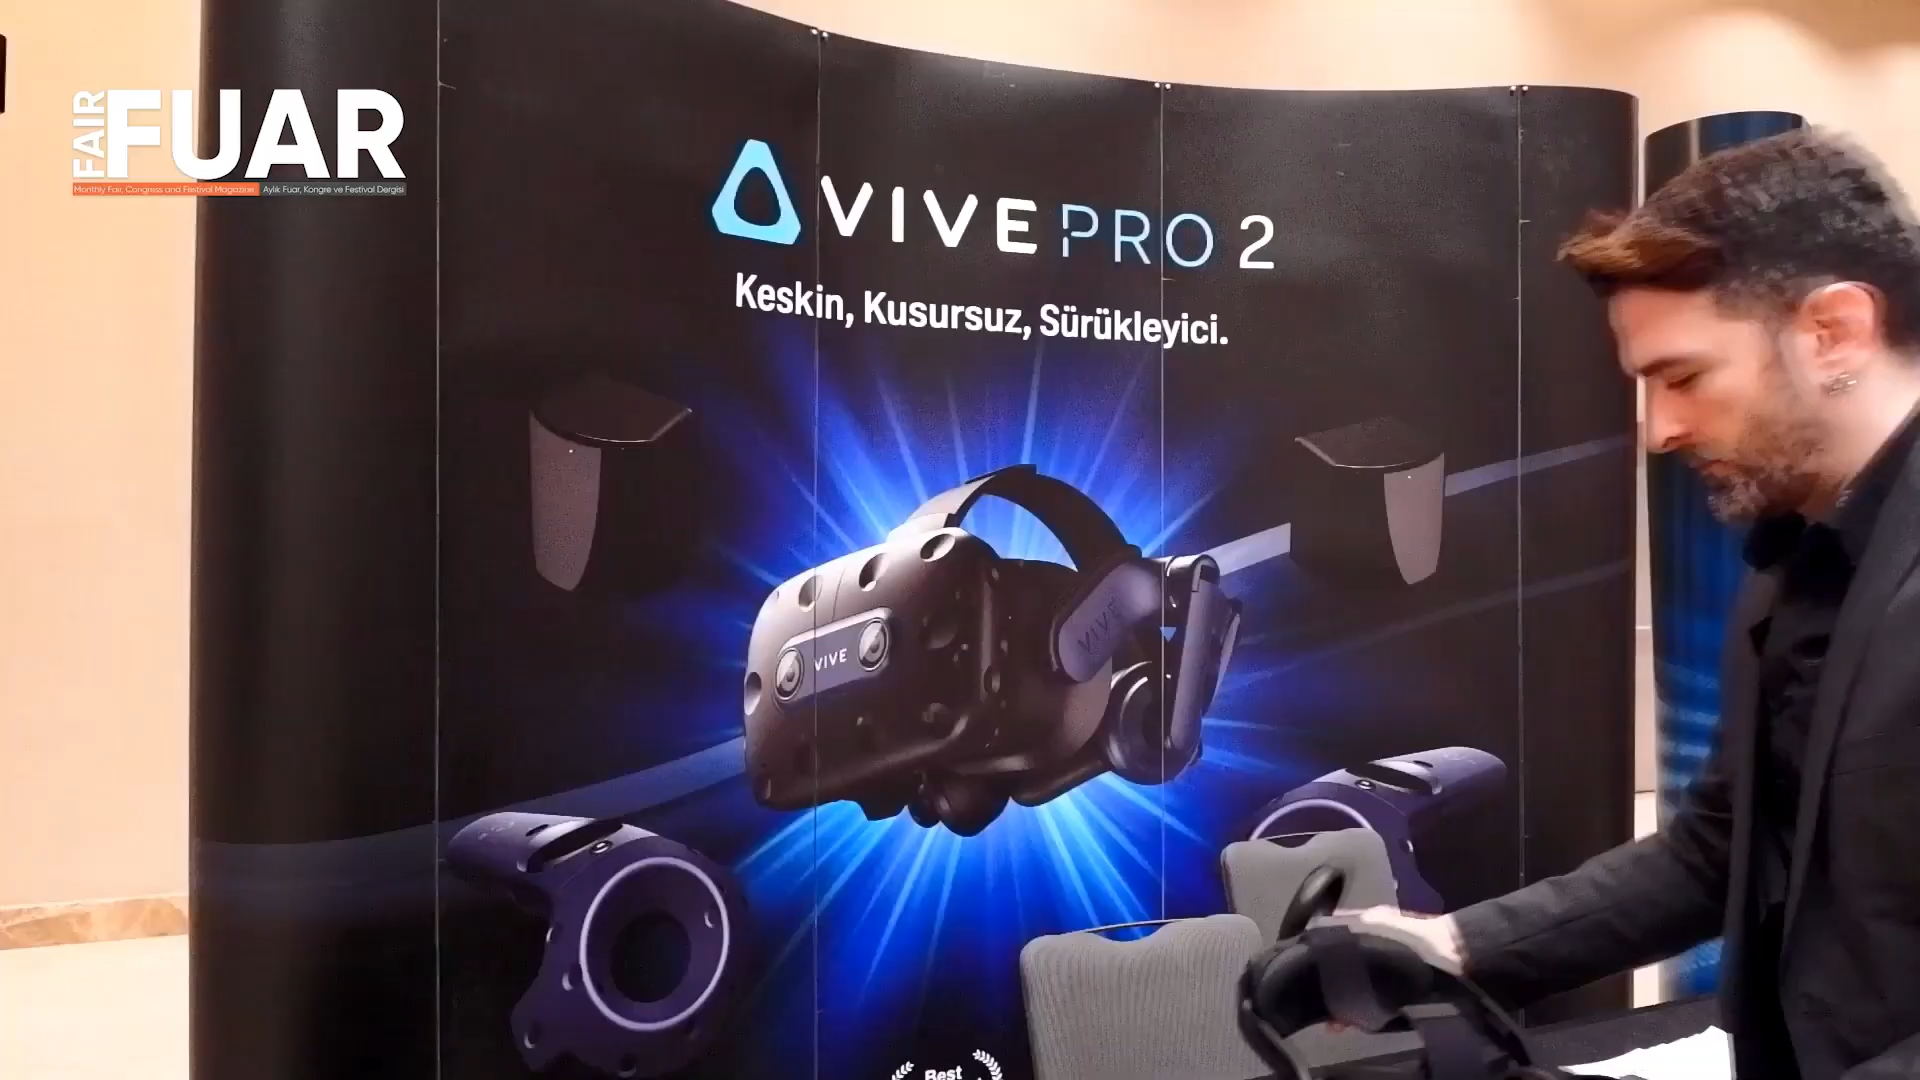 FAIR FUAR
Monthly Fair, Congress and Festival Magazine
Aylık Fuar, Kongre ve Festival Dergisi
VIVE PRO 2
Keskin, Kusursuz, Sürükleyici.
VIVE
VIVE
Best